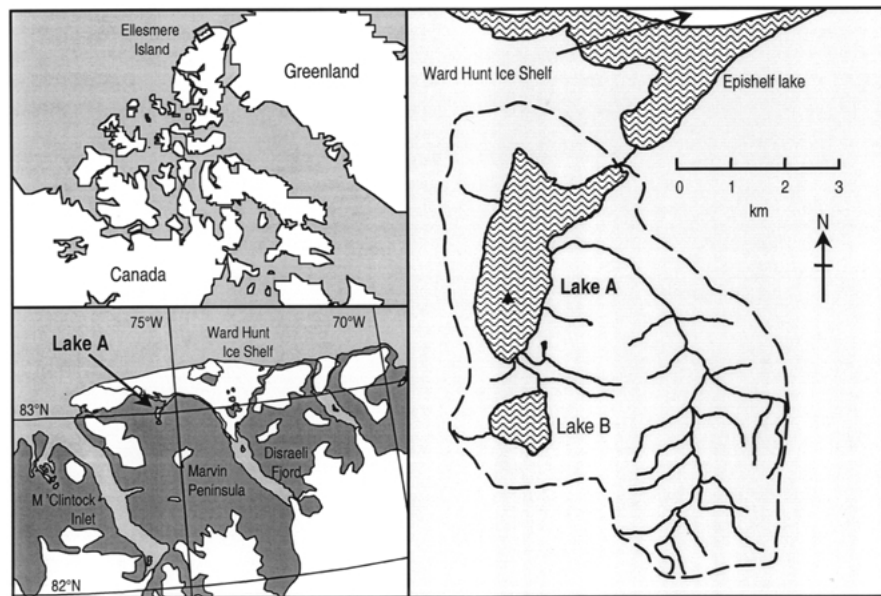 Ellesmere
Island
Greenland
Canada
75°W
70°W
Lake A
Ward Hunt
Ice Shelf
83°N
Disraeli
Fjord
Marvin
Peninsula
M 'Clintock
Inlet
82°N
Ward Hunt Ice Shelf
Epishelf lake
0 1 2 3
km
N
Lake A
Lake B